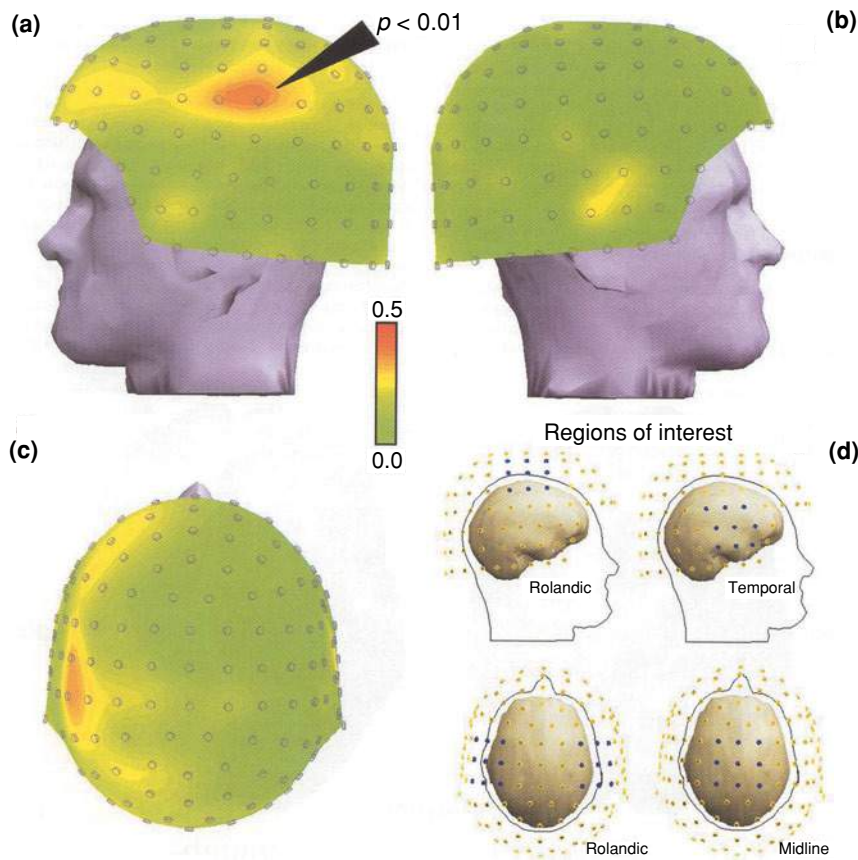 (a)
p < 0.01
(b)
0.5
0.0
(c)
Regions of interest
(d)
Rolandic
Temporal
Rolandic
Midline